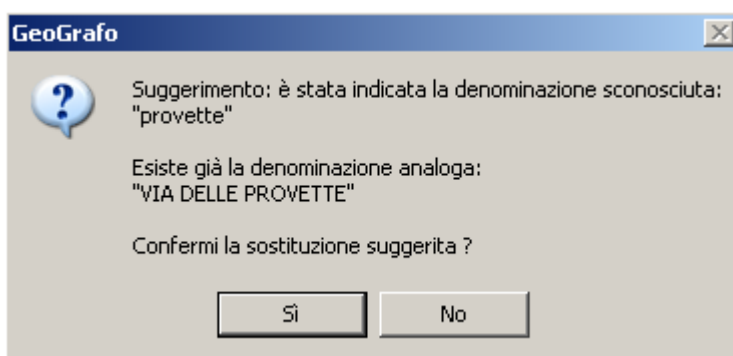 GeoGrafo
Suggerimento: è stata indicata la denominazione sconosciuta:
"provette"
Esiste già la denominazione analoga:
"VIA DELLE PROVETTE"
Confermi la sostituzione suggerita ?
Sì
No